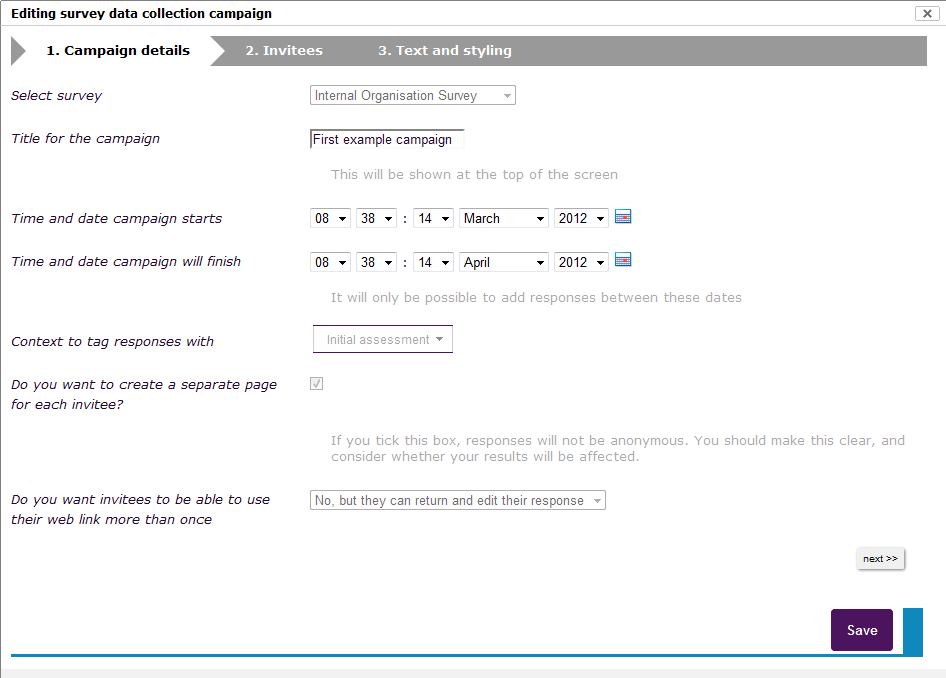 Editing survey data collection campaign
1. Campaign details 2. Invitees 3. Text and styling
Select survey Internal Organisation Survey
Title for the campaign First example campaign
This will be shown at the top of the screen
Time and date campaign starts 08 38 : 14 March 2012
Time and date campaign will finish 08 38 : 14 April 2012
It will only be possible to add responses between these dates
Context to tag responses with Initial assessment
Do you want to create a separate page
for each invitee?
If you tick this box, responses will not be anonymous. You should make this clear, and
consider whether your results will be affected.
Do you want invitees to be able to use No, but they can return and edit their response
their web link more than once
next >>
Save